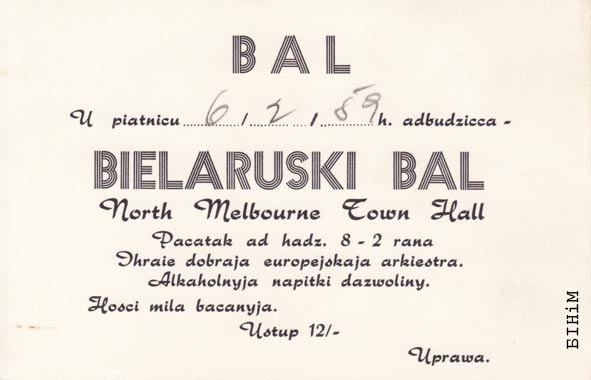 BAL
U piatnicu 6/2/59 h. adbudzicca -
BIELARUSKI BAL
North Melbourne Town Hall
Pacatak ad hadz. 8 - 2 rana
Ihraie dobraja europejskaja arkiestra.
Alkaholnyja napitki dazwoliny.
Hosci mila bacanyja.
Ustup 12/-
Uprawa.
БІНіМ